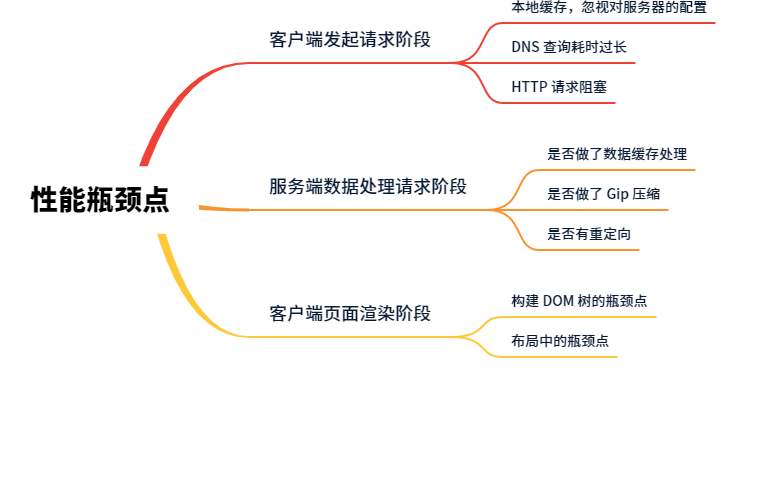 性能瓶颈点
客户端发起请求阶段
本地缓存，忽视对服务器的配置
DNS 查询耗时过长
HTTP 请求阻塞
服务端数据处理请求阶段
是否做了数据缓存处理
是否做了 Gip 压缩
是否有重定向
客户端页面渲染阶段
构建 DOM 树的瓶颈点
布局中的瓶颈点